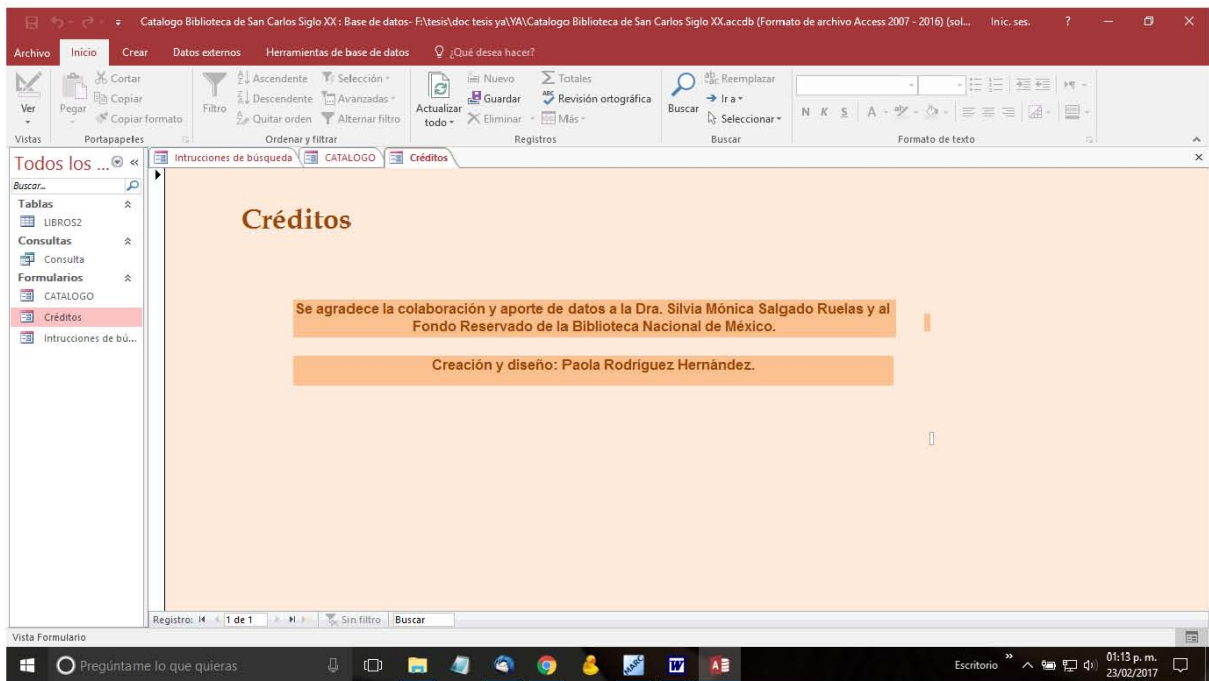 Catalogo Biblioteca de San Carlos Siglo XX : Base de datos- F:\tesis\doc tesis ya\YA\Catalogo Biblioteca de San Carlos Siglo XX.accdb (Formato de archivo Access 2007 - 2016) (sol... Inic. ses. ?
Archivo Inicio Crear Datos externos Herramientas de base de datos ¿Qué desea hacer?
Ver
Vistas
Pegar
Cortar
Copiar
Copiar formato
Portapapeles
Filtro
Ascendente
Descendente
Quitar orden
Selección
Avanzadas
Alternar filtro
Ordenar y filtrar
Actualizar
todo
Nuevo
Guardar
Eliminar
Totales
Revisión ortográfica
Más
Registros
Buscar
Reemplazar
Ir a
Seleccionar
Buscar
N K S A
Formato de texto
Todos los ...
Buscar...
Tablas
LIBROS2
Consultas
Consulta
Formularios
CATALOGO
Créditos
Intrucciones de bú...
Intrucciones de búsqueda CATALOGO Créditos
Créditos
Se agradece la colaboración y aporte de datos a la Dra. Silvia Mónica Salgado Ruelas y al
Fondo Reservado de la Biblioteca Nacional de México.
Creación y diseño: Paola Rodríguez Hernández.
Registro: 1 de 1 Sin filtro Buscar
Vista Formulario
Pregúntame lo que quieras
MARC
W
A
Escritorio
01:13 p. m.
23/02/2017